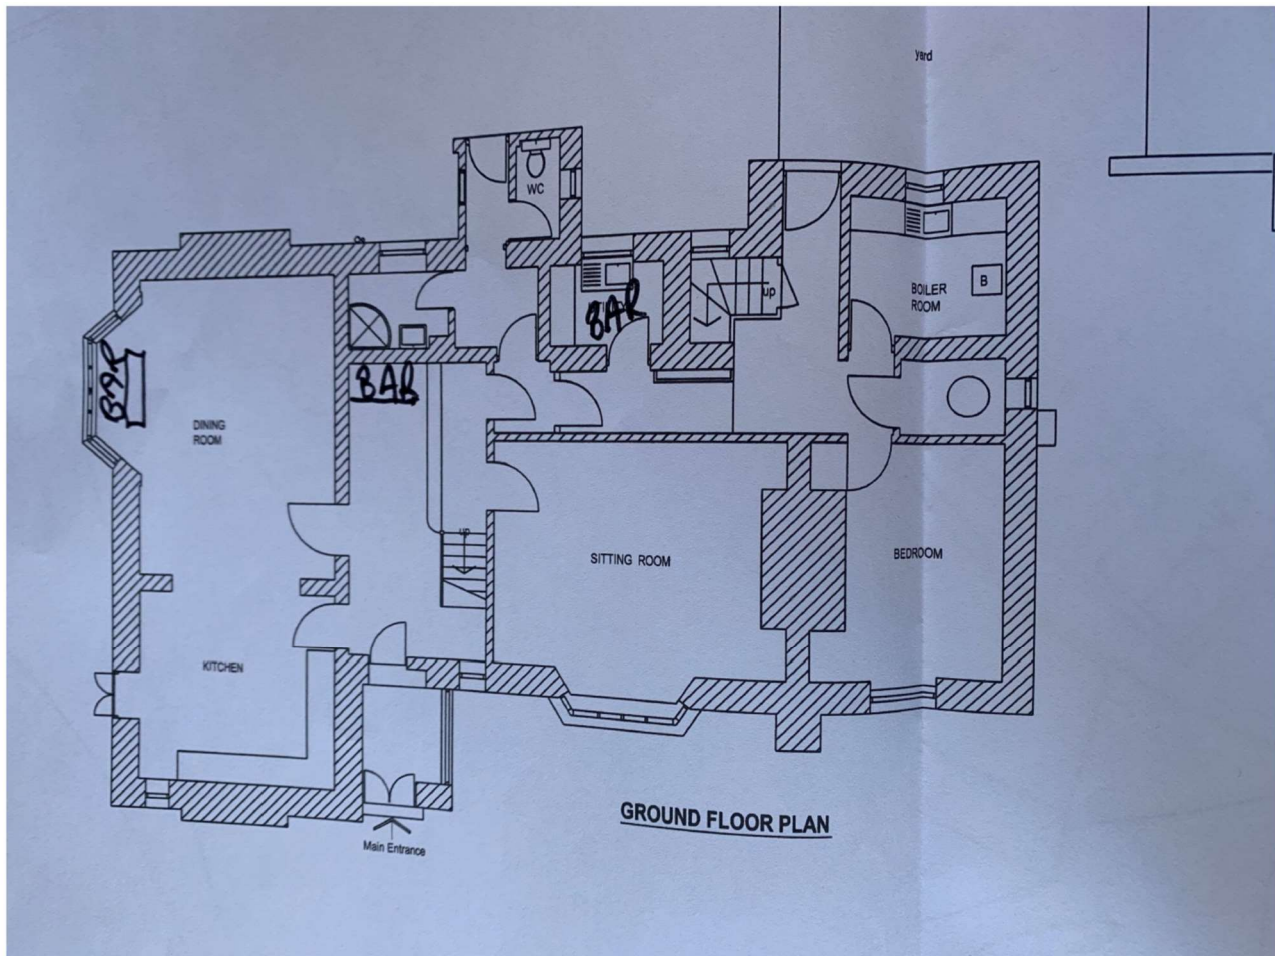 yard
WC
up
BOILER
ROOM
B
BAR
BAR
BAR
DINING
ROOM
up
SITTING ROOM
BEDROOM
KITCHEN
GROUND FLOOR PLAN
Main Entrance